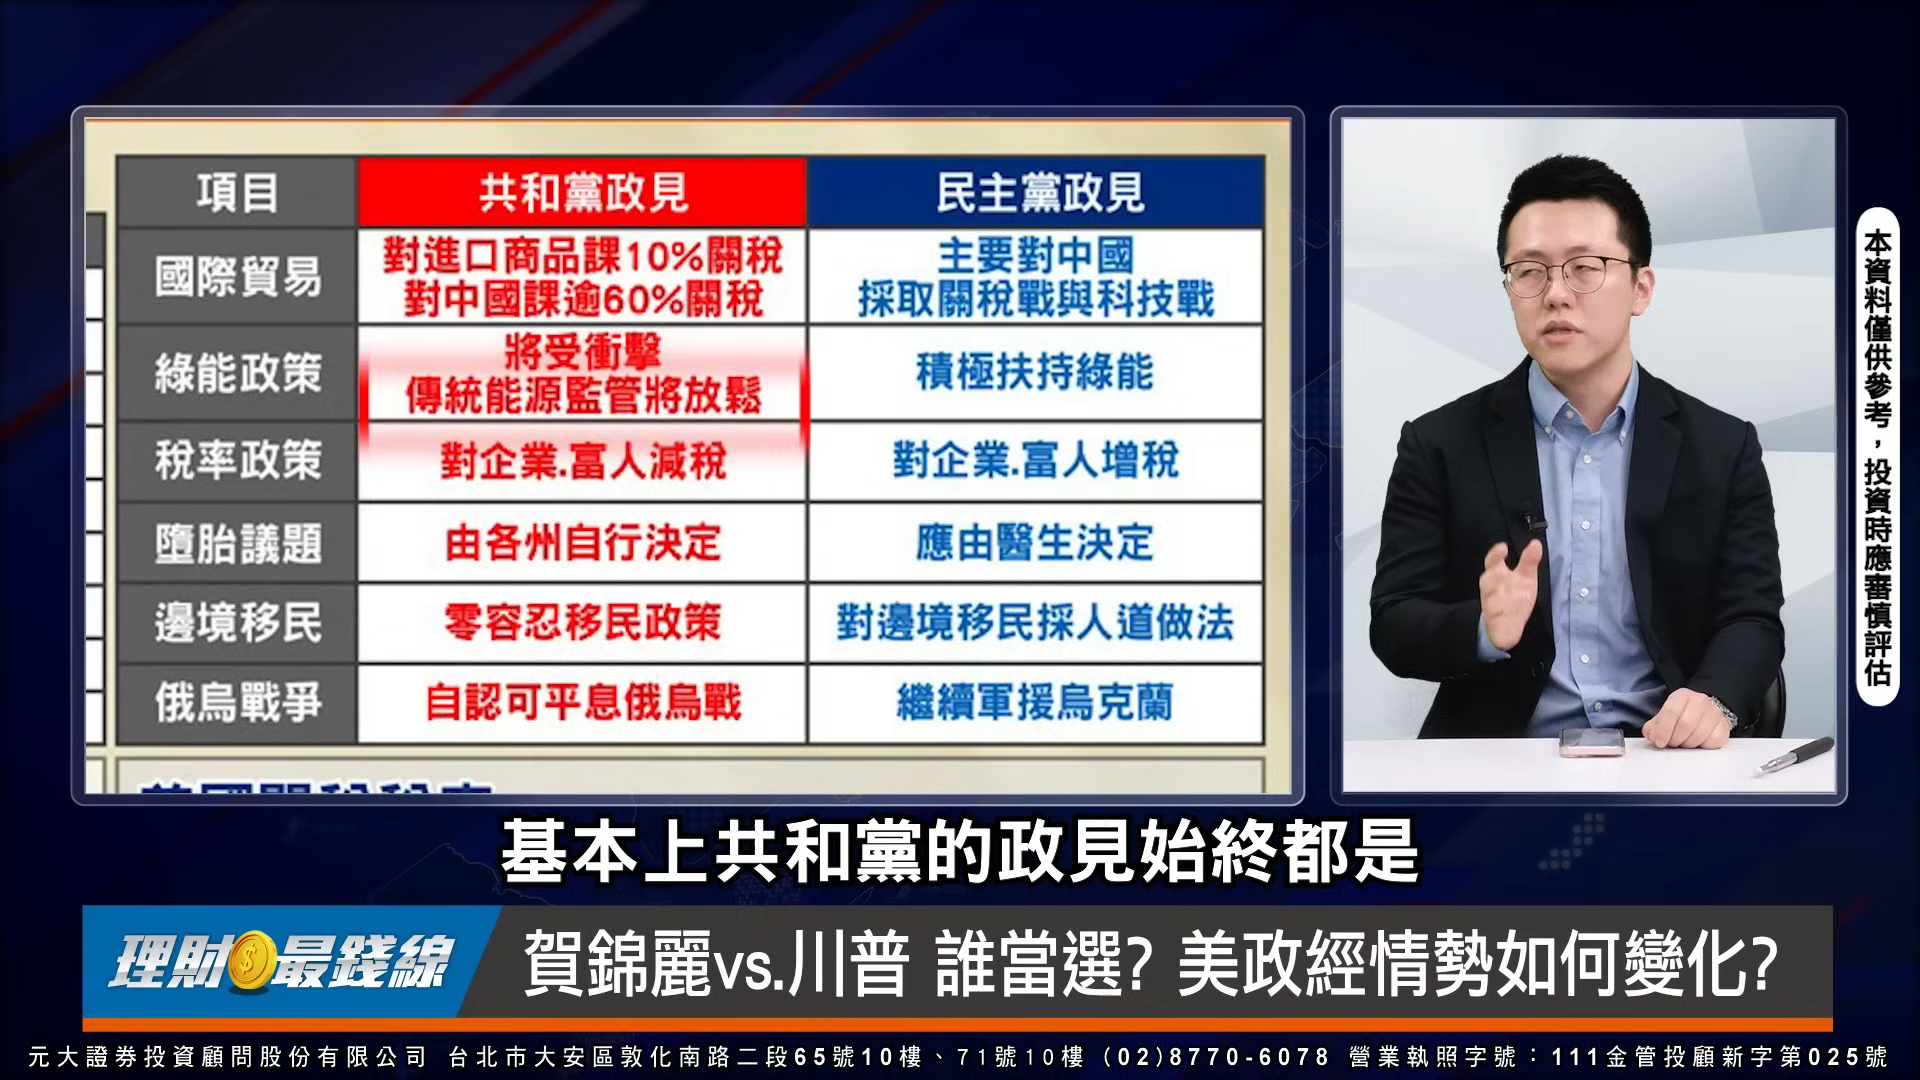 項目
共和黨政見
民主黨政見
國際貿易
對進口商品課10%關稅
對中國課逾60%關稅
主要對中國
採取關稅戰與科技戰
綠能政策
將受衝擊
傳統能源監管將放鬆
積極扶持綠能
稅率政策
對企業.富人減稅
對企業.富人增稅
墮胎議題
由各州自行決定
應由醫生決定
邊境移民
零容忍移民政策
對邊境移民採人道做法
俄烏戰爭
自認可平息俄烏戰
繼續軍援烏克蘭
本資料僅供參考，投資時應審慎評估
基本上共和黨的政見始終都是
理財最錢線
賀錦麗vs.川普 誰當選? 美政經情勢如何變化?
元大證券投資顧問股份有限公司 台北市大安區敦化南路二段65號10樓、71號10樓 (02)8770-6078 營業執照字號：111金管投顧新字第025號